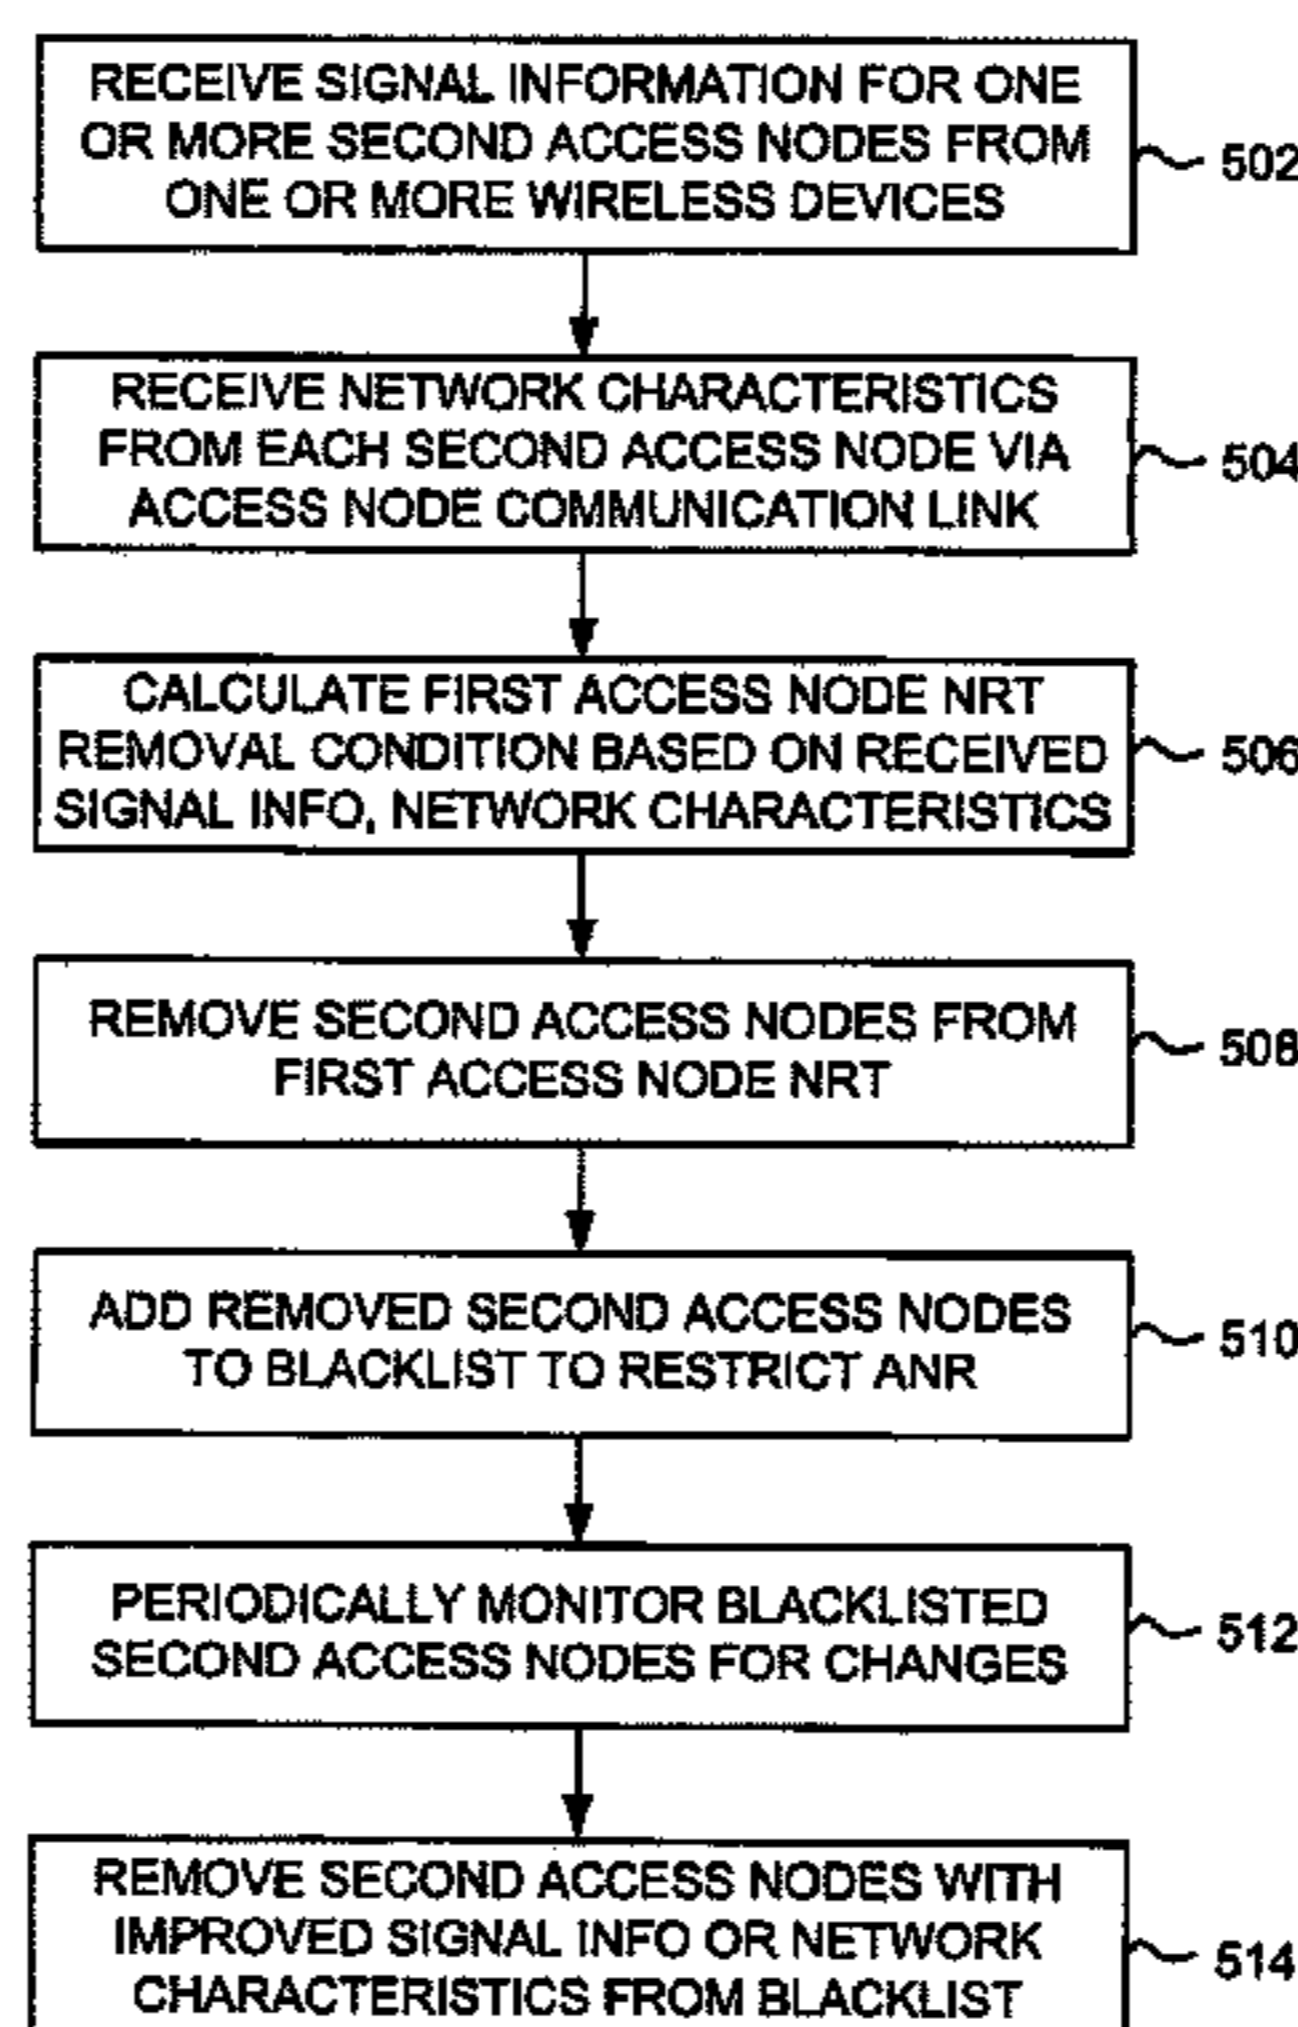 RECEIVE SIGNAL INFORMATION FOR ONE
OR MORE SECOND ACCESS NODES FROM
ONE OR MORE WIRELESS DEVICES
502
RECEIVE NETWORK CHARACTERISTICS
FROM EACH SECOND ACCESS NODE VIA
ACCESS NODE COMMUNICATION LINK
504
CALCULATE FIRST ACCESS NODE NRT
REMOVAL CONDITION BASED ON RECEIVED
SIGNAL INFO, NETWORK CHARACTERISTICS
506
REMOVE SECOND ACCESS NODES FROM
FIRST ACCESS NODE NRT
508
ADD REMOVED SECOND ACCESS NODES
TO BLACKLIST TO RESTRICT ANR
510
PERIODICALLY MONITOR BLACKLISTED
SECOND ACCESS NODES FOR CHANGES
512
REMOVE SECOND ACCESS NODES WITH
IMPROVED SIGNAL INFO OR NETWORK
CHARACTERISTICS FROM BLACKLIST
514